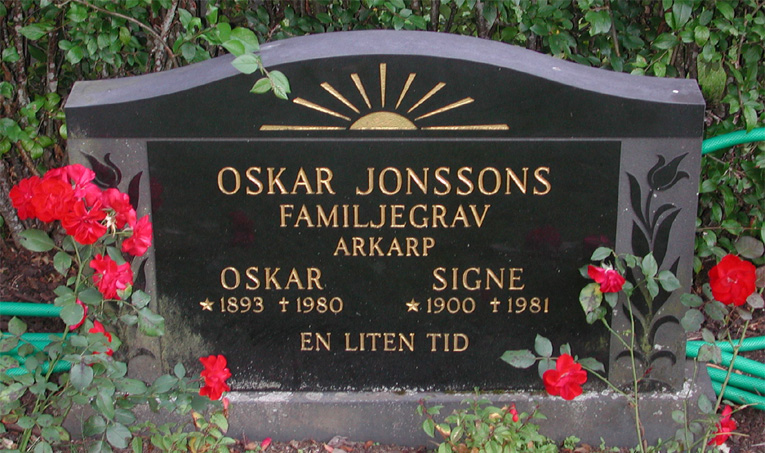 OSKAR JONSSONS
FAMILJEGRAV
ARKARP
OSKAR SIGNE
*1893 †1980 *1900 †1981
EN LITEN TID